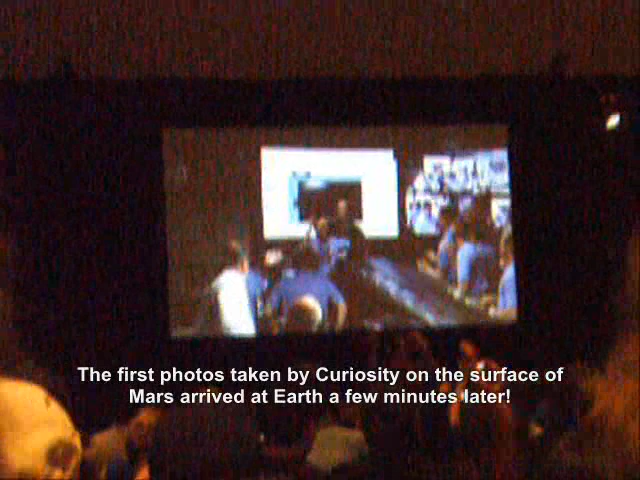 The first photos taken by Curiosity on the surface of
Mars arrived at Earth a few minutes later!